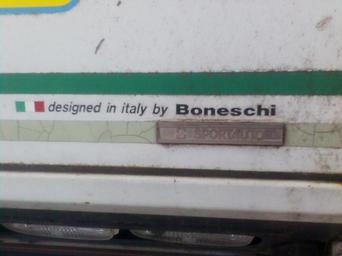 designed in italy by Boneschi